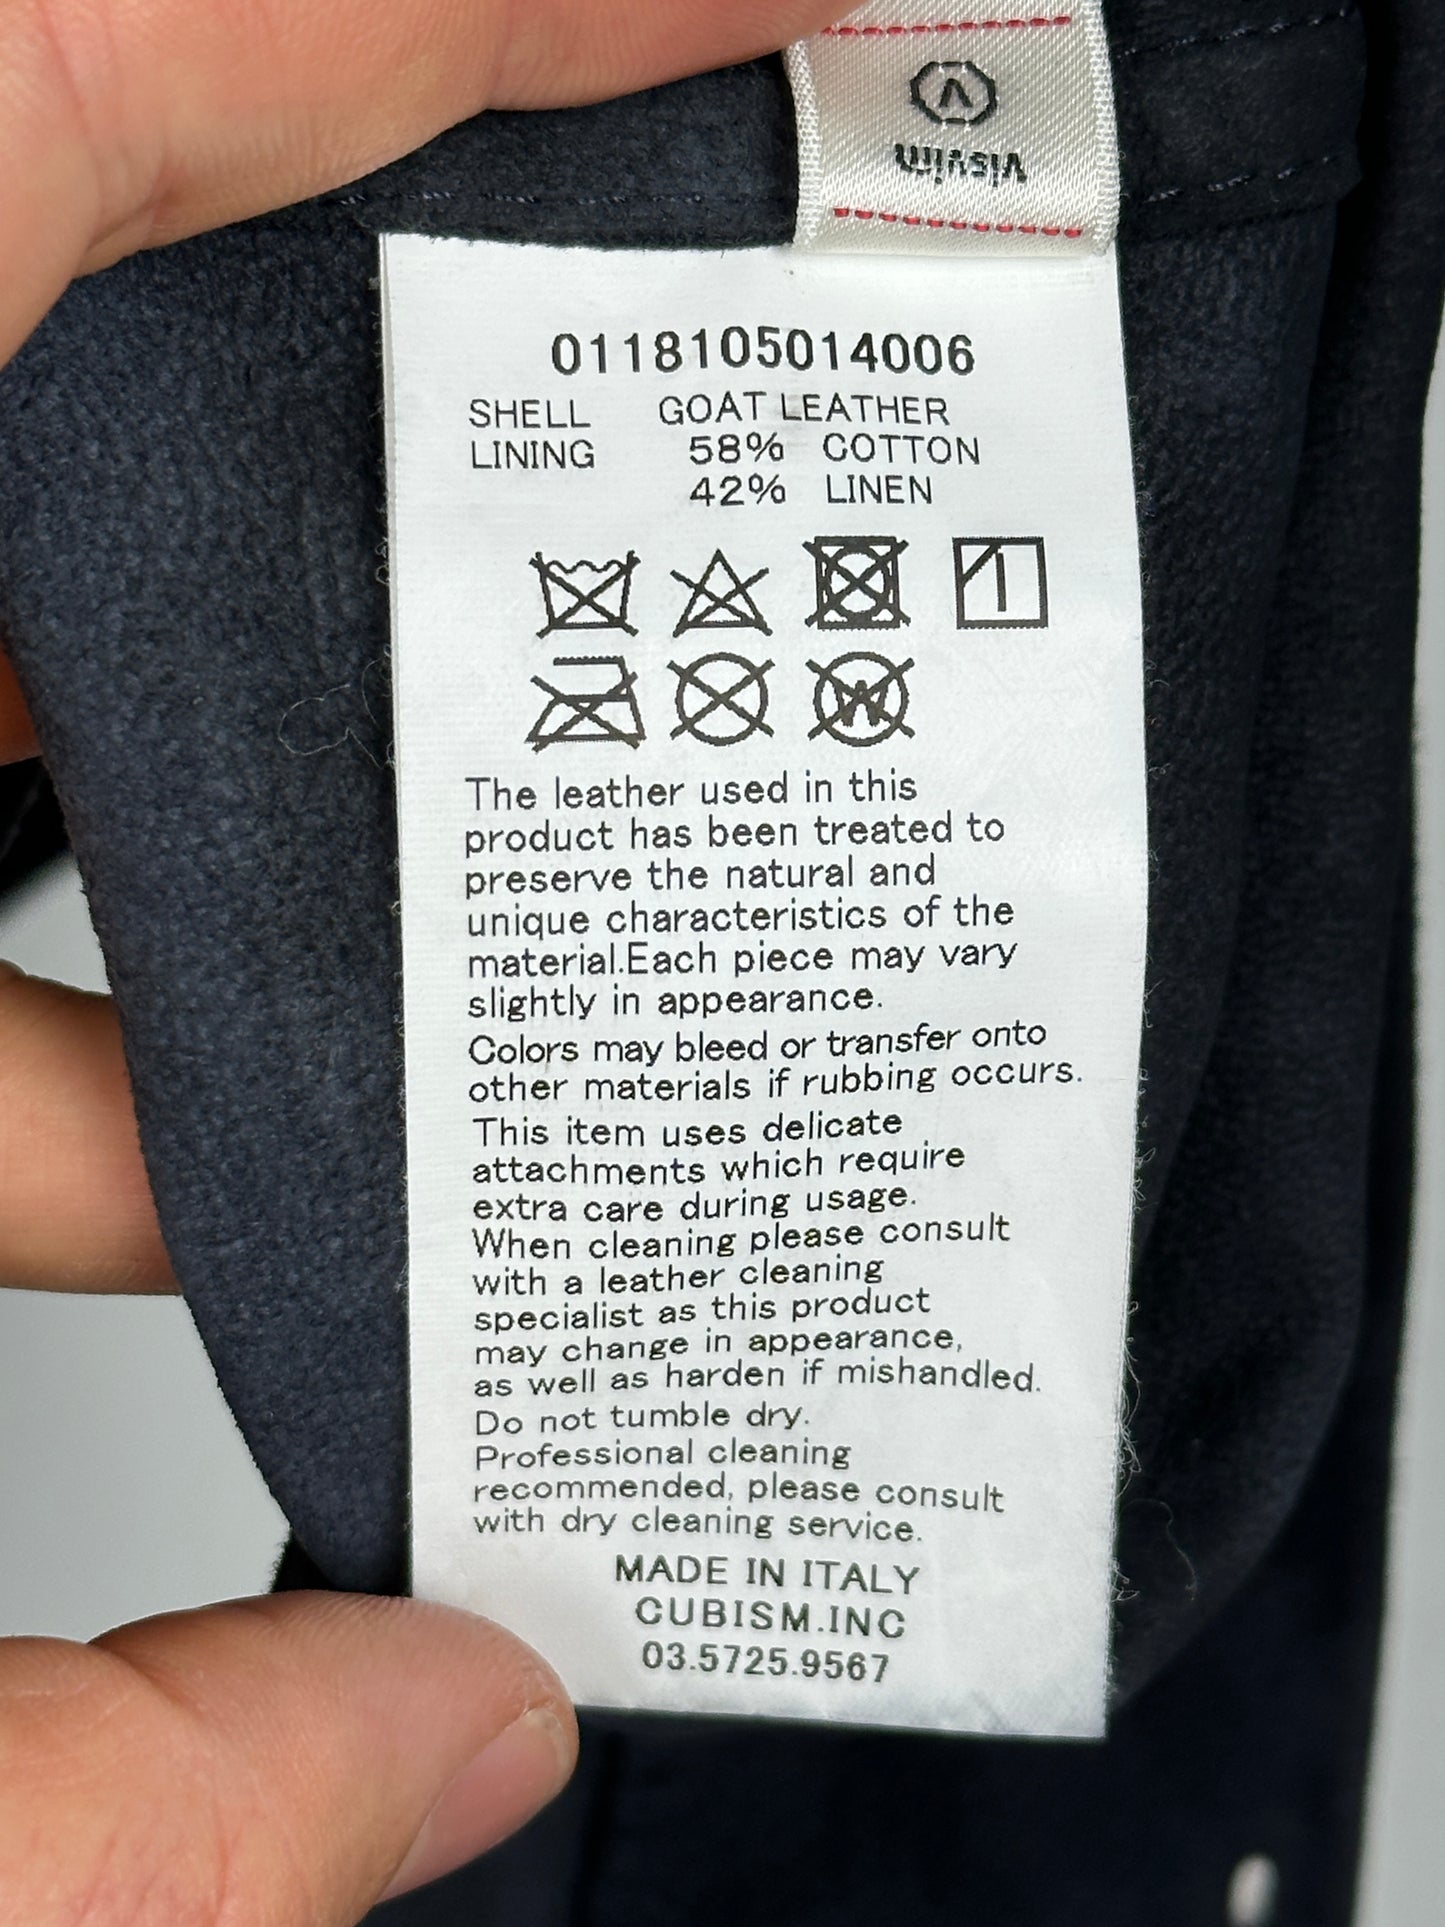 visvim
0118105014006
SHELL GOAT LEATHER
LINING 58% COTTON
42% LINEN
W
The leather used in this
product has been treated to
preserve the natural and
unique characteristics of the
material.Each piece may vary
slightly in appearance.
Colors may bleed or transfer onto
other materials if rubbing occurs.
This item uses delicate
attachments which require
extra care during usage.
When cleaning please consult
with a leather cleaning
specialist as this product
may change in appearance,
as well as harden if mishandled.
Do not tumble dry.
Professional cleaning
recommended, please consult
with dry cleaning service.
MADE IN ITALY
CUBISM.INC
03.5725.9567